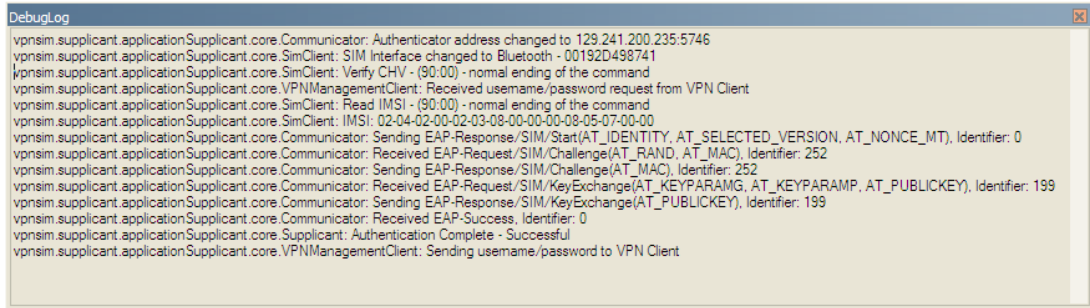 DebugLog
vpnsim.supplicant.applicationSupplicant.core.Communicator: Authenticator address changed to 129.241.200.235:5746
vpnsim.supplicant.applicationSupplicant.core.SimClient: SIM Interface changed to Bluetooth - 00192D498741
vpnsim.supplicant.applicationSupplicant.core.SimClient: Verify CHV - (90:00) - normal ending of the command
vpnsim.supplicant.applicationSupplicant.core.VPNManagementClient: Received username/password request from VPN Client
vpnsim.supplicant.applicationSupplicant.core.SimClient: Read IMSI - (90:00) - normal ending of the command
vpnsim.supplicant.applicationSupplicant.core.SimClient: IMSI: 02-04-02-00-02-03-08-00-00-00-08-05-07-00-00
vpnsim.supplicant.applicationSupplicant.core.Communicator: Sending EAP-Response/SIM/Start(AT_IDENTITY, AT_SELECTED_VERSION, AT_NONCE_MT), Identifier: 0
vpnsim.supplicant.applicationSupplicant.core.Communicator: Received EAP-Request/SIM/Challenge(AT_RAND, AT_MAC), Identifier: 252
vpnsim.supplicant.applicationSupplicant.core.Communicator: Sending EAP-Response/SIM/Challenge(AT_MAC), Identifier: 252
vpnsim.supplicant.applicationSupplicant.core.Communicator: Received EAP-Request/SIM/KeyExchange(AT_KEYPARAMG, AT_KEYPARAMP, AT_PUBLICKEY), Identifier: 199
vpnsim.supplicant.applicationSupplicant.core.Communicator: Sending EAP-Response/SIM/KeyExchange(AT_PUBLICKEY), Identifier: 199
vpnsim.supplicant.applicationSupplicant.core.Communicator: Received EAP-Success, Identifier: 0
vpnsim.supplicant.applicationSupplicant.core.Supplicant: Authentication Complete - Successful
vpnsim.supplicant.applicationSupplicant.core.VPNManagementClient: Sending username/password to VPN Client